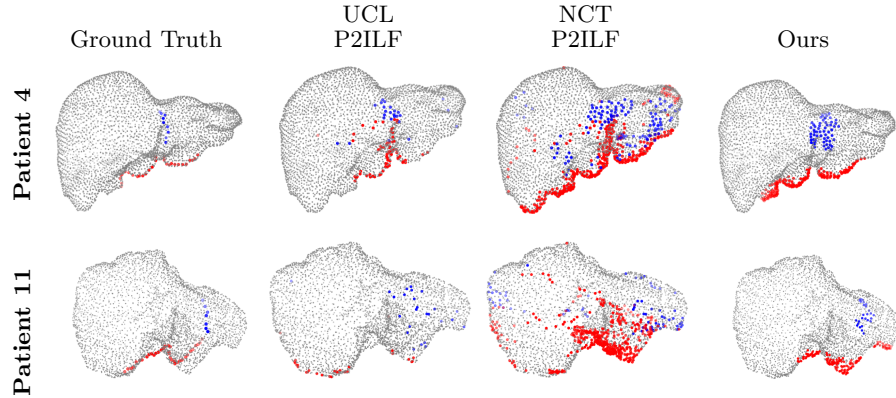 Ground Truth
UCL
P2ILF
NCT
P2ILF
Ours
Patient 4
Patient 11